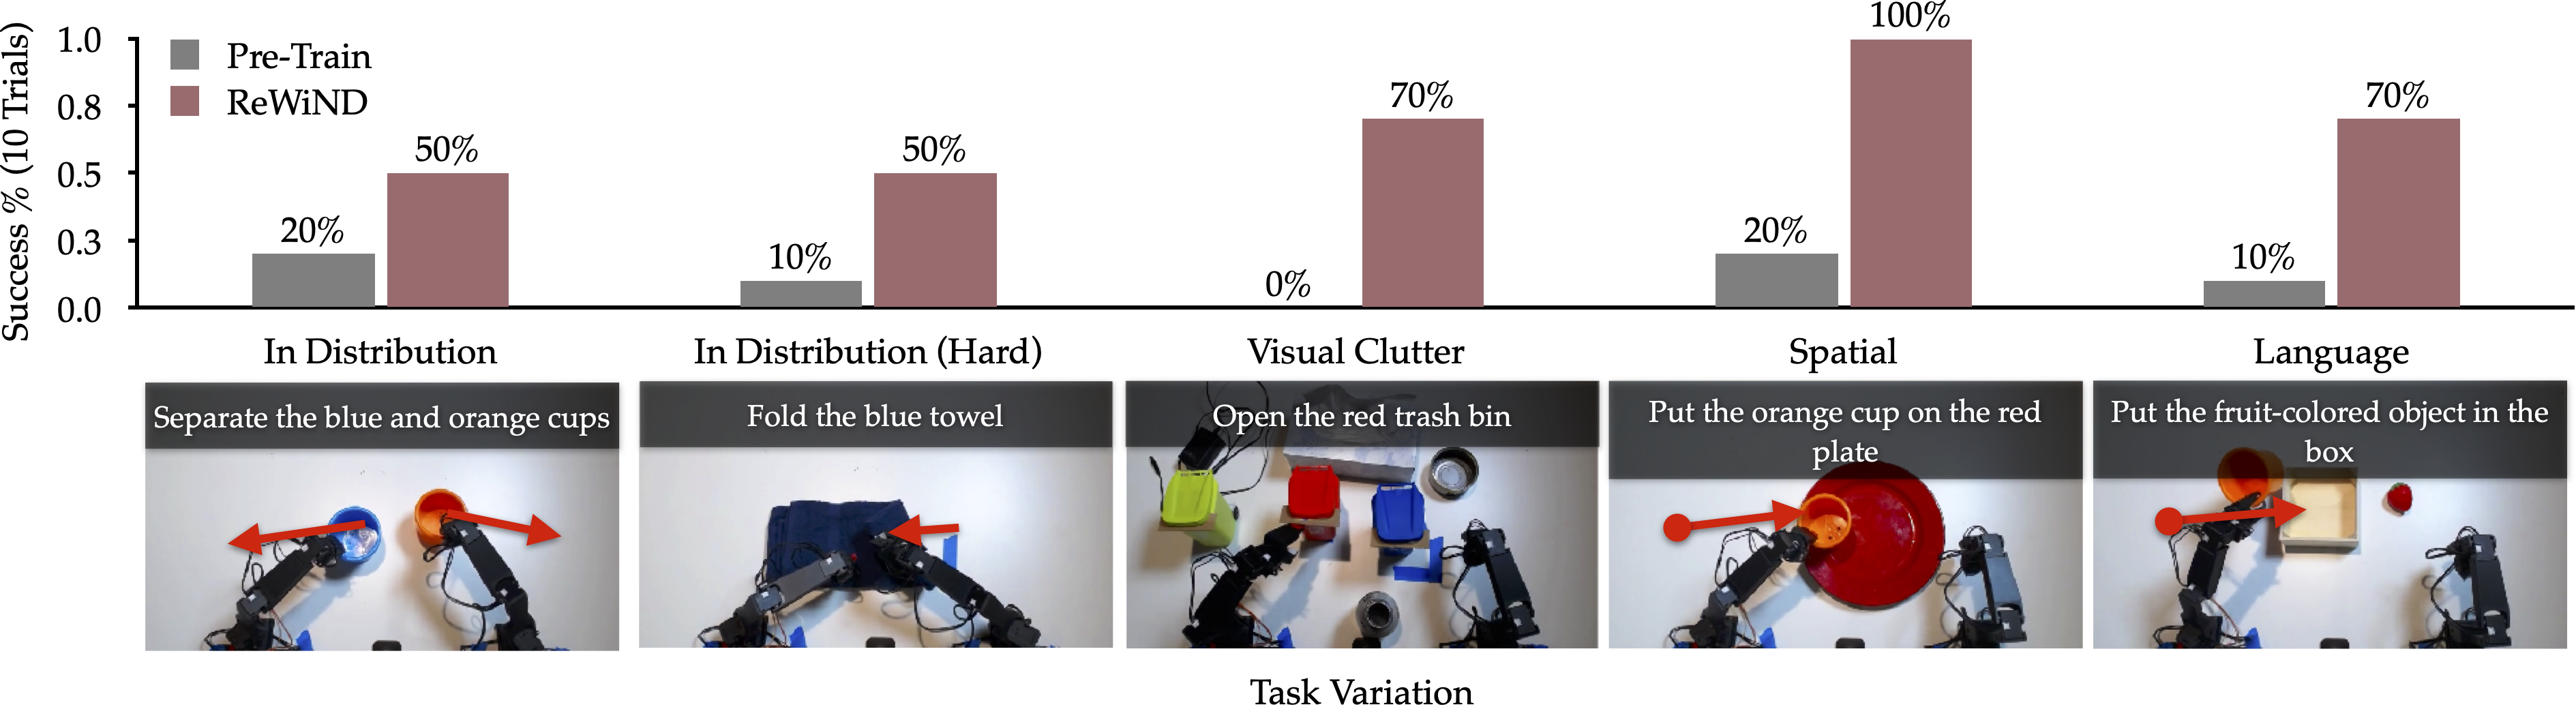 Success % (10 Trials)
1.0
0.8
0.5
0.3
0.0
Pre-Train
ReWiND
20%
50%
10%
50%
0%
70%
20%
100%
10%
70%
In Distribution
In Distribution (Hard)
Visual Clutter
Spatial
Language
Separate the blue and orange cups
Fold the blue towel
Open the red trash bin
Put the orange cup on the red
plate
Put the fruit-colored object in the
box
Task Variation